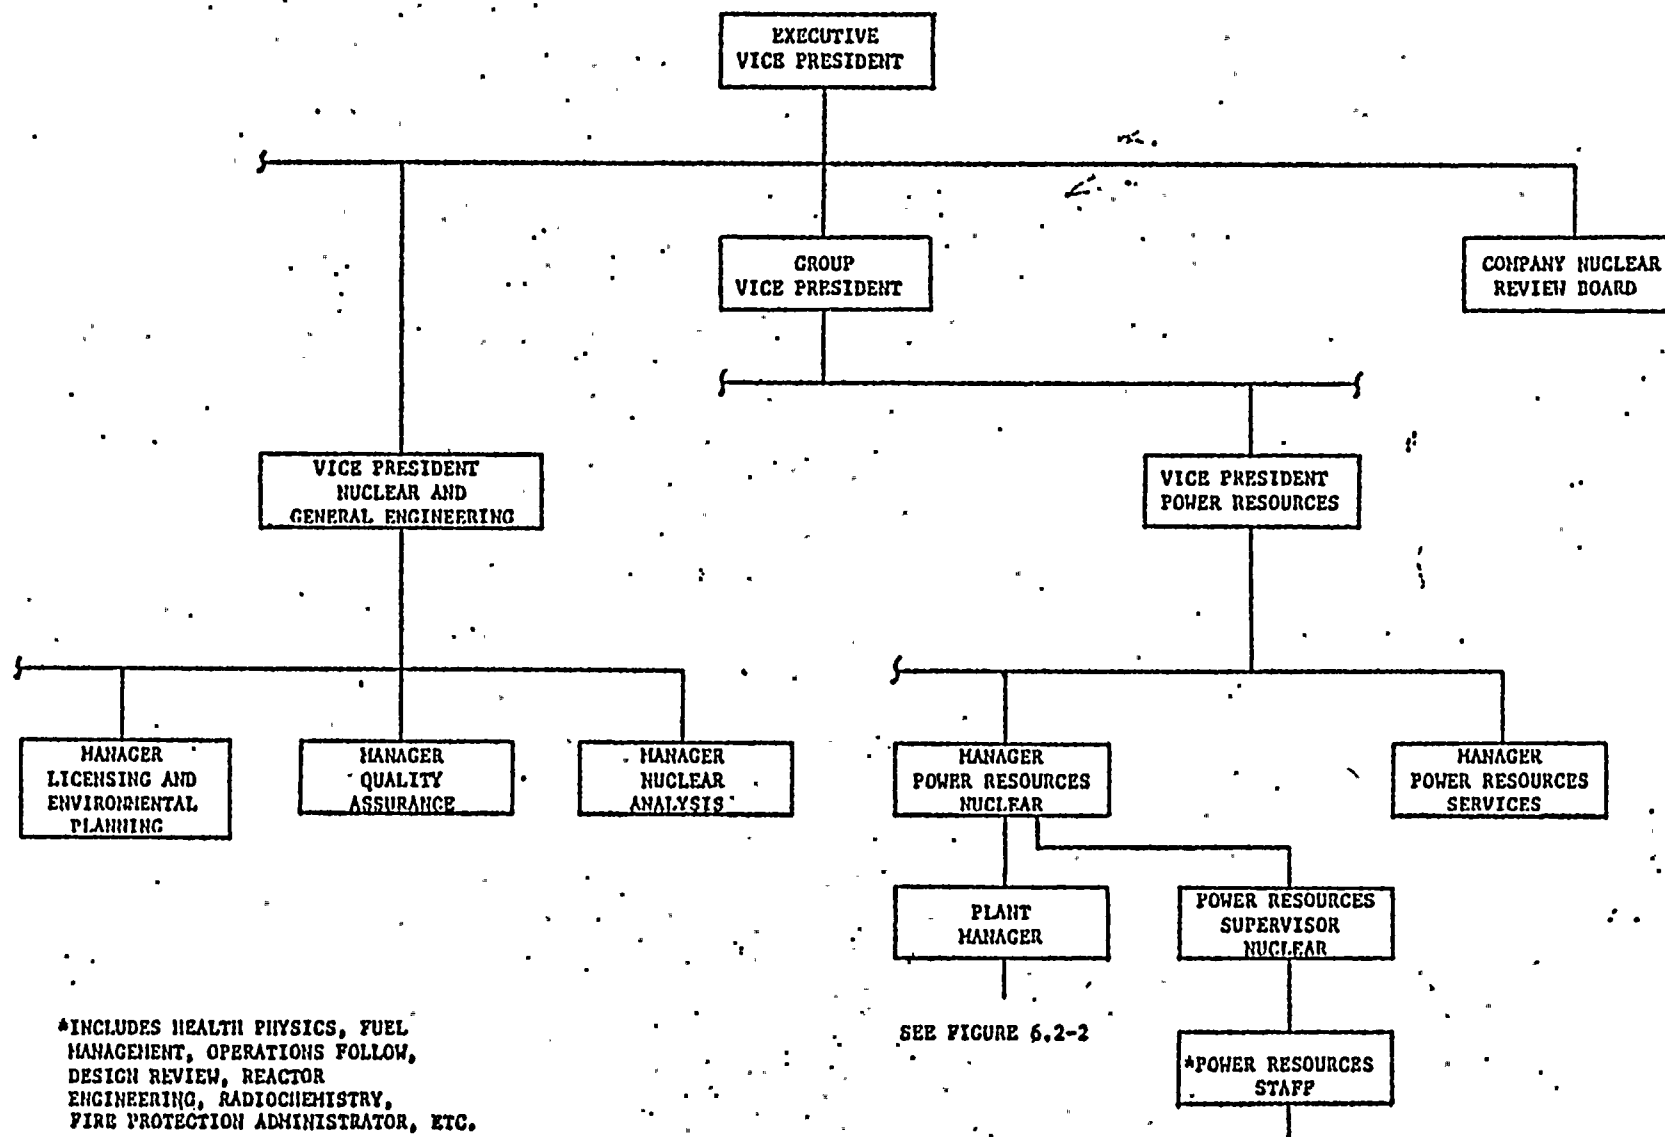 EXECUTIVE
VICE PRESIDENT
GROUP
VICE PRESIDENT
COMPANY NUCLEAR
REVIEW BOARD
VICE PRESIDENT
NUCLEAR AND
GENERAL ENGINEERING
VICE PRESIDENT
POWER RESOURCES
MANAGER
LICENSING AND
ENVIRONMENTAL
PLANNING
MANAGER
QUALITY
ASSURANCE
MANAGER
NUCLEAR
ANALYSIS
MANAGER
POWER RESOURCES
NUCLEAR
MANAGER
POWER RESOURCES
SERVICES
PLANT
MANAGER
POWER RESOURCES
SUPERVISOR
NUCLEAR
SEE FIGURE 6.2-2
*POWER RESOURCES
STAFF
*INCLUDES HEALTH PHYSICS, FUEL
MANAGEMENT, OPERATIONS FOLLOW,
DESIGN REVIEW, REACTOR
ENGINEERING, RADIOCHEMISTRY,
FIRE PROTECTION ADMINISTRATOR, ETC.